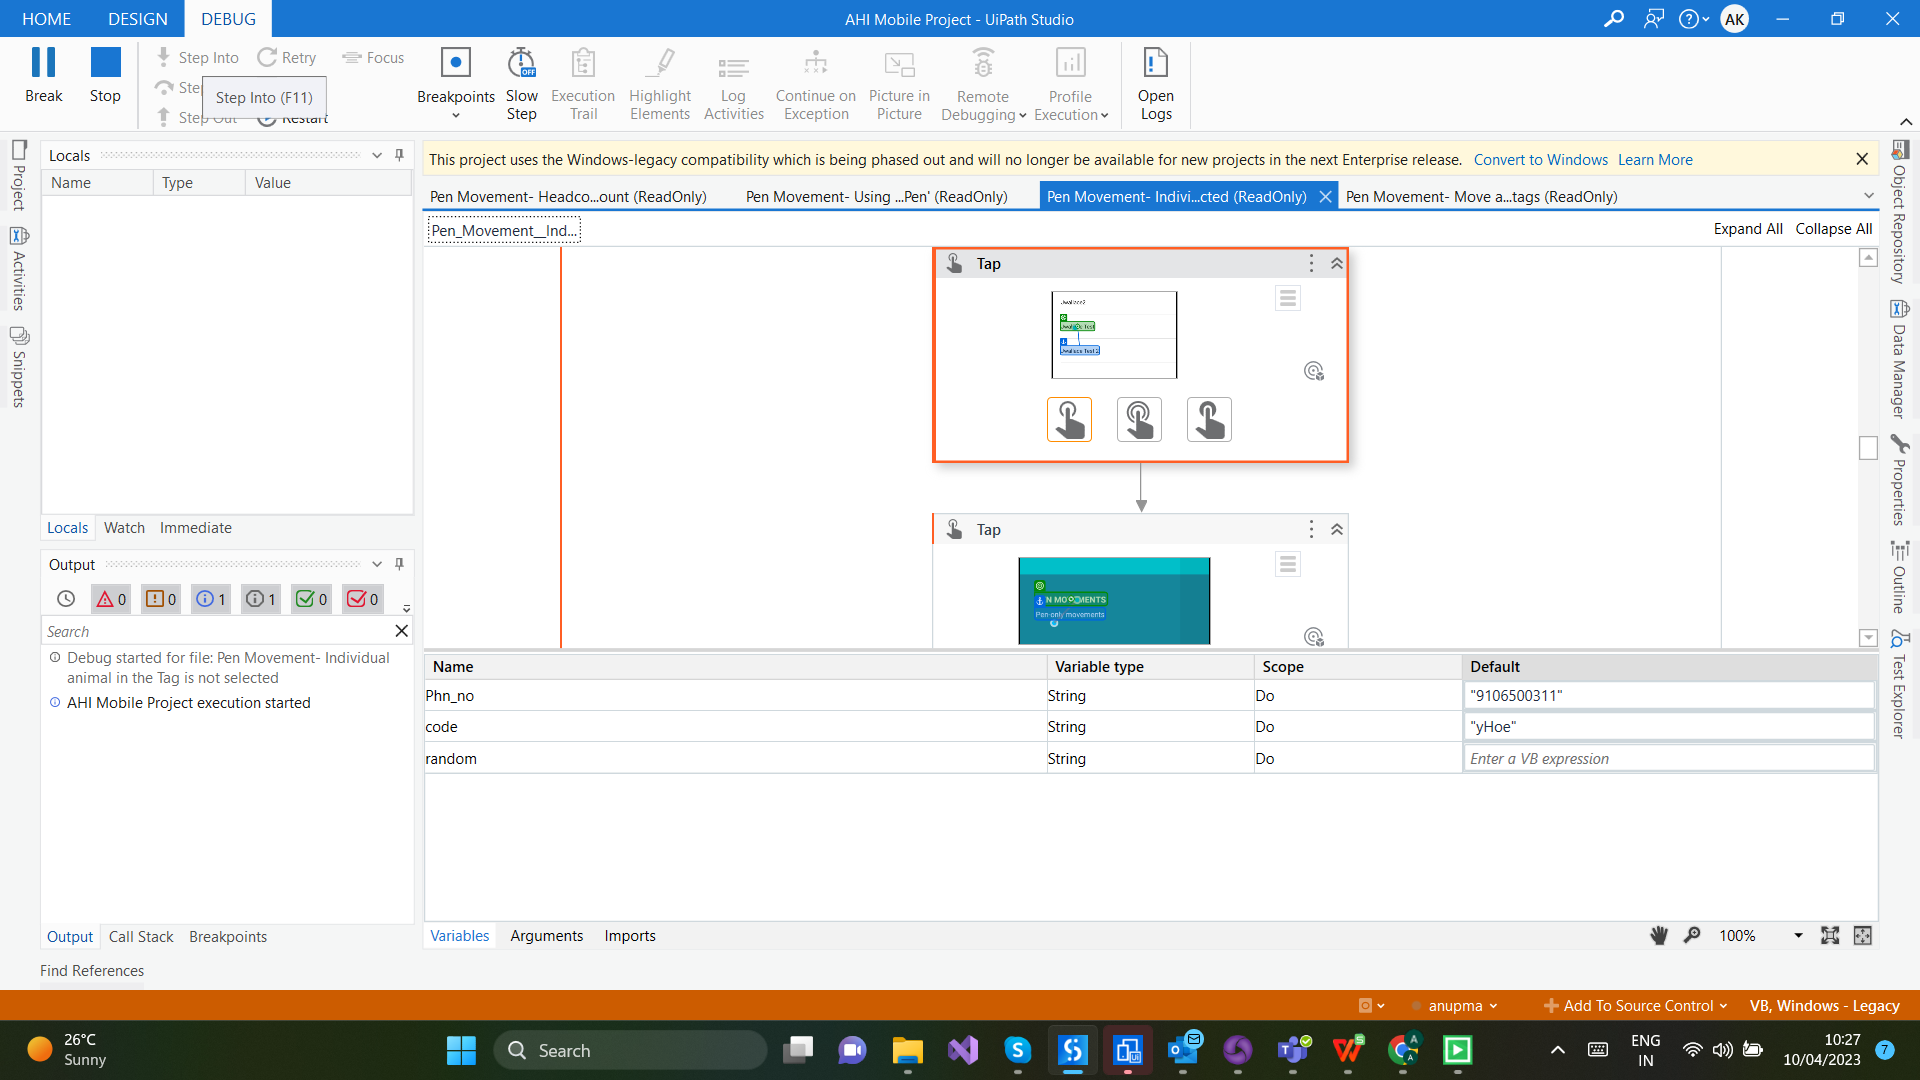 HOME DESIGN DEBUG AHI Mobile Project - UiPath Studio AK
Break
Stop
Step Into
Retry
Focus
Step Into (F11)
Step Out
Restart
Breakpoints
Slow Step
Execution Trail
Highlight Elements
Log Activities
Continue on Exception
Picture in Picture
Remote Debugging
Profile Execution
Open Logs
OFF
Project
Activities
Snippets
Locals
Name Type Value
Locals Watch Immediate
Output
0 0 1 1 0 0
Search
Debug started for file: Pen Movement- Individual
animal in the Tag is not selected
AHI Mobile Project execution started
Output Call Stack Breakpoints
Find References
This project uses the Windows-legacy compatibility which is being phased out and will no longer be available for new projects in the next Enterprise release. Convert to Windows Learn More
Pen Movement- Headco...ount (ReadOnly) Pen Movement- Using ...Pen' (ReadOnly) Pen Movement- Indivi...cted (ReadOnly) Pen Movement- Move a...tags (ReadOnly)
Pen_Movement__Ind... Expand All Collapse All
Tap
Tap
Pen only movements
Name Variable type Scope Default
Phn_no String Do "9106500311"
code String Do "yHoe"
random String Do Enter a VB expression
Variables Arguments Imports 100%
Object Repository
Data Manager
Properties
Outline
Test Explorer
anupma Add To Source Control VB, Windows - Legacy
26°C
Sunny
Search
ENG
IN
10:27
10/04/2023
7